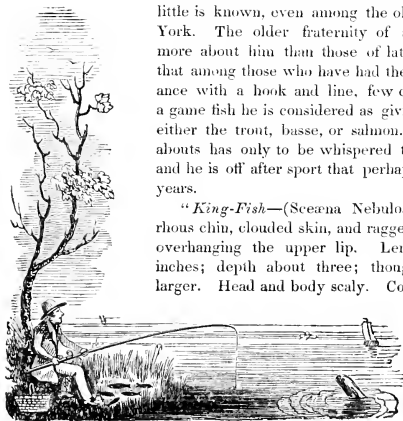 little is known, even among the ol
York. The older fraternity of a
more about him than those of lat
that among those who have had the
ance with a hook and line, few c
a game fish he is considered as giv
either the trout, basse, or salmon.
abouts has only to be whispered t
and he is off after sport that perhap
years.
"King-Fish—(Sceæna Nebulo
rhous chin, clouded skin, and ragge
overhanging the upper lip. Len
inches; depth about three; thoug
larger. Head and body scaly. Co